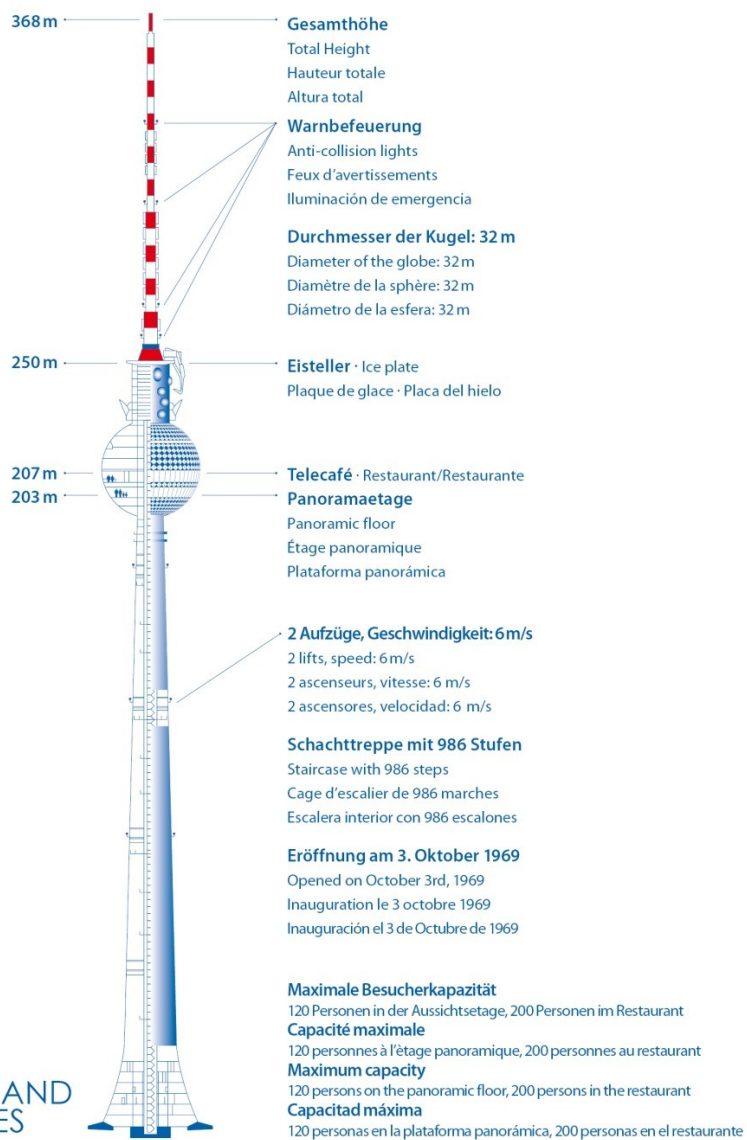 368 m
Gesamthöhe
Total Height
Hauteur totale
Altura total
Warnbefeuerung
Anti-collision lights
Feux d’avertissements
Iluminación de emergencia
Durchmesser der Kugel: 32 m
Diameter of the globe: 32 m
Diamètre de la sphère: 32 m
Diámetro de la esfera: 32 m
250 m
Eisteller · Ice plate
Plaque de glace · Placa del hielo
207 m
Telecafé · Restaurant/Restaurante
203 m
Panoramaetage
Panoramic floor
Étage panoramique
Plataforma panorámica
2 Aufzüge, Geschwindigkeit: 6 m/s
2 lifts, speed: 6 m/s
2 ascenseurs, vitesse: 6 m/s
2 ascensores, velocidad: 6 m/s
Schachttreppe mit 986 Stufen
Staircase with 986 steps
Cage d’escalier de 986 marches
Escalera interior con 986 escalones
Eröffnung am 3. Oktober 1969
Opened on October 3rd, 1969
Inauguration le 3 octobre 1969
Inauguración el 3 de Octubre de 1969
Maximale Besucherkapazität
120 Personen in der Aussichtsetage, 200 Personen im Restaurant
Capacité maximale
120 personnes à l’ètage panoramique, 200 personnes au restaurant
Maximum capacity
120 persons on the panoramic floor, 200 persons in the restaurant
Capacitad máxima
120 personas en la plataforma panorámica, 200 personas en el restaurante
AND
ES